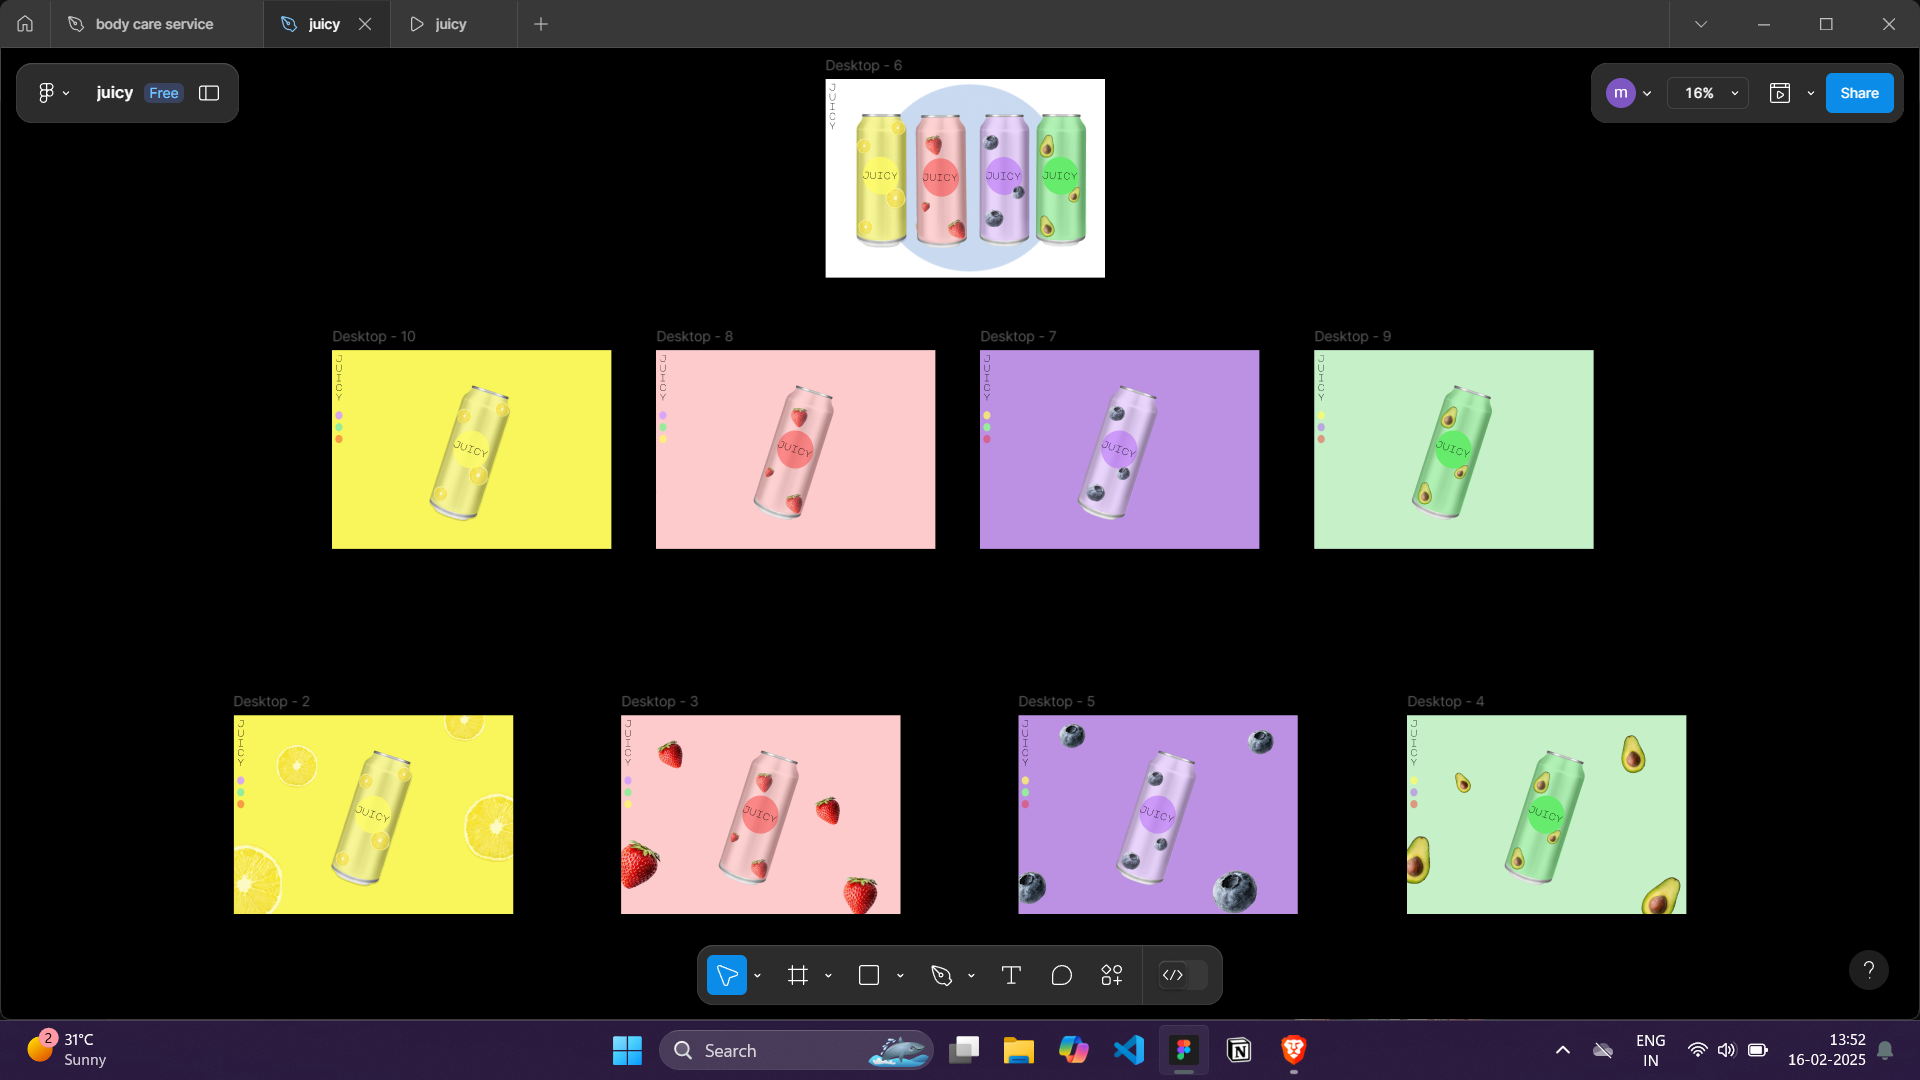 body care service
juicy
juicy
juicy
Free
m
16%
Share
Desktop - 6
JUICY
JUICY
JUICY
JUICY
JUICY
Desktop - 10
Desktop - 8
Desktop - 7
Desktop - 9
JUICY
JUICY
JUICY
JUICY
JUICY
JUICY
JUICY
JUICY
Desktop - 2
Desktop - 3
Desktop - 5
Desktop - 4
JUICY
JUICY
JUICY
JUICY
JUICY
JUICY
JUICY
JUICY
?
2
31°C
Sunny
Search
ENG
IN
13:52
16-02-2025